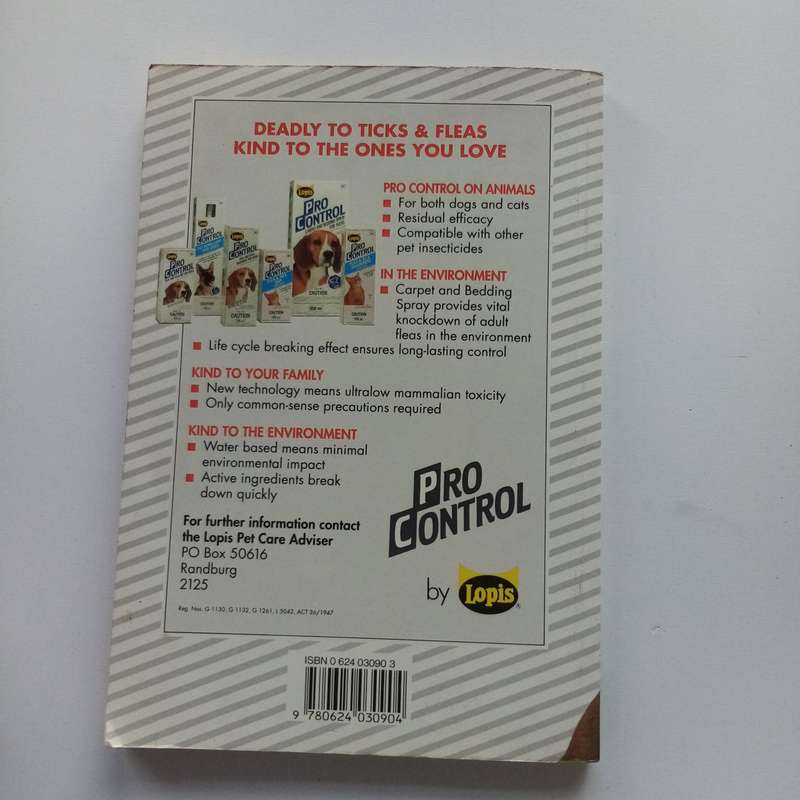 DEADLY TO TICKS & FLEAS
KIND TO THE ONES YOU LOVE
Lopis
PRO
CONTROL
CAUTION
PRO CONTROL ON ANIMALS
■ For both dogs and cats
■ Residual efficacy
■ Compatible with other
pet insecticides
IN THE ENVIRONMENT
■ Carpet and Bedding
Spray provides vital
knockdown of adult
fleas in the environment
■ Life cycle breaking effect ensures long-lasting control
KIND TO YOUR FAMILY
■ New technology means ultralow mammalian toxicity
■ Only common-sense precautions required
KIND TO THE ENVIRONMENT
■ Water based means minimal
environmental impact
■ Active ingredients break
down quickly
For further information contact
the Lopis Pet Care Adviser
PO Box 50616
Randburg
2125
PRO
CONTROL
by Lopis®
Reg. Nos. G 1130, G 1132, G 1261, L 5042, ACT 36/1947
ISBN 0 624 03090 3
9 780624 030904